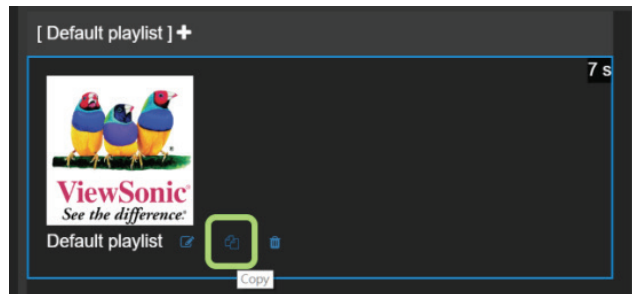 [ Default playlist ] +
7 s
ViewSonic®
See the difference.®
Default playlist
Copy